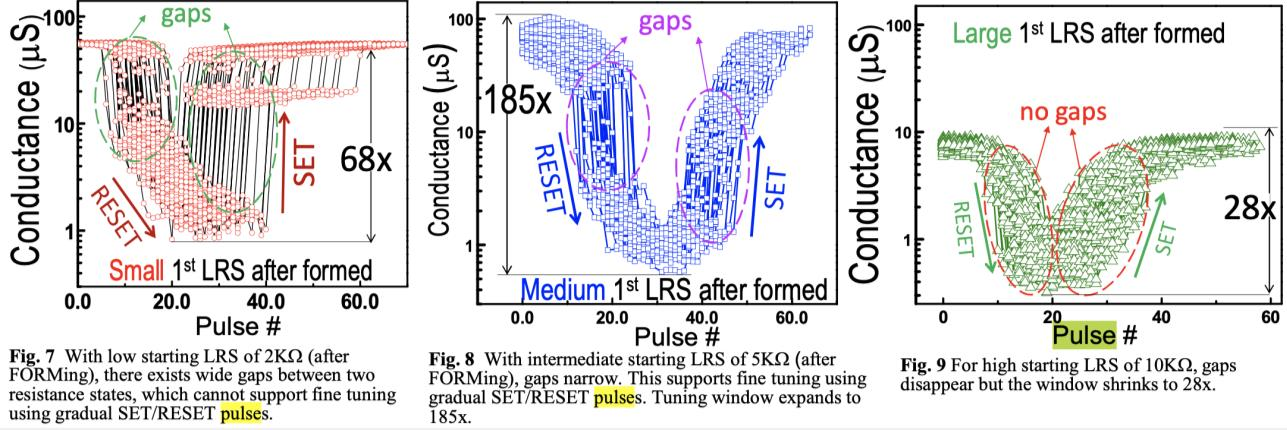 gaps
100
10
1
Conductance (μS)
RESET
SET
68x
Small 1st LRS after formed
0.0 20.0 40.0 60.0
Pulse #
Fig. 7 With low starting LRS of 2KΩ (after
FORMing), there exists wide gaps between two
resistance states, which cannot support fine tuning
using gradual SET/RESET pulses.
gaps
100
10
1
Conductance (μS)
185x
RESET
SET
Medium 1st LRS after formed
0.0 20.0 40.0 60.0
Pulse #
Fig. 8 With intermediate starting LRS of 5KΩ (after
FORMing), gaps narrow. This supports fine tuning using
gradual SET/RESET pulses. Tuning window expands to
185x.
Large 1st LRS after formed
no gaps
100
10
1
Conductance (μS)
RESET
SET
28x
0 20 40 60
Pulse #
Fig. 9 For high starting LRS of 10KΩ, gaps
disappear but the window shrinks to 28x.